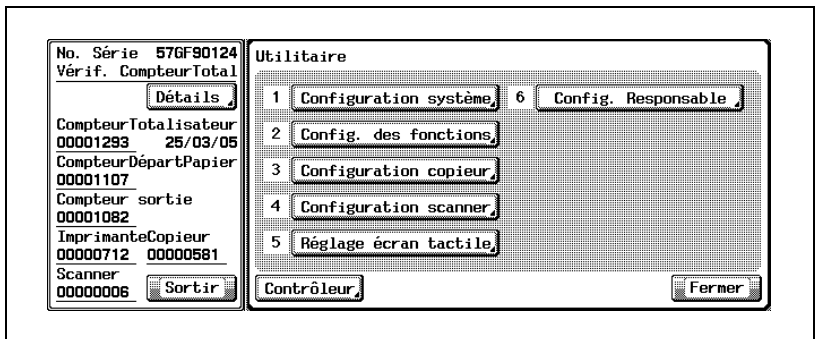 No. Série 57GF90124
Vérif. CompteurTotal
Détails
CompteurTotalisateur
00001293 25/03/05
CompteurDépartPapier
00001107
Compteur sortie
00001082
ImprimanteCopieur
00000712 00000581
Scanner
00000006 Sortir
Utilitaire
1 Configuration système
2 Config. des fonctions
3 Configuration copieur
4 Configuration scanner
5 Réglage écran tactile
6 Config. Responsable
Contrôleur
Fermer